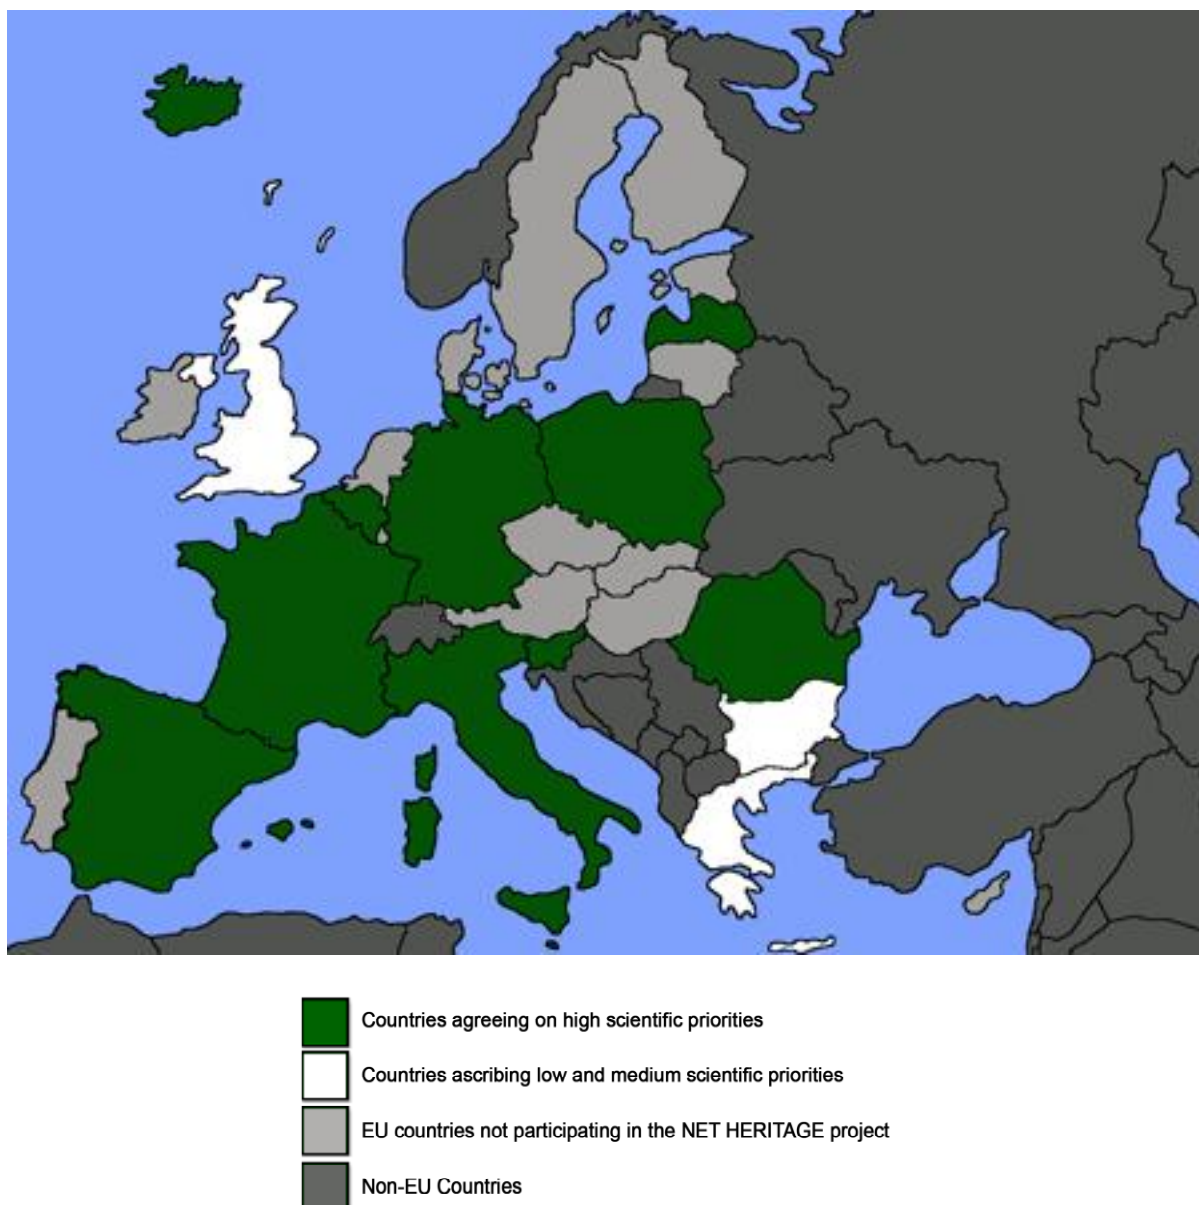 Countries agreeing on high scientific priorities
Countries ascribing low and medium scientific priorities
EU countries not participating in the NET HERITAGE project
Non-EU Countries